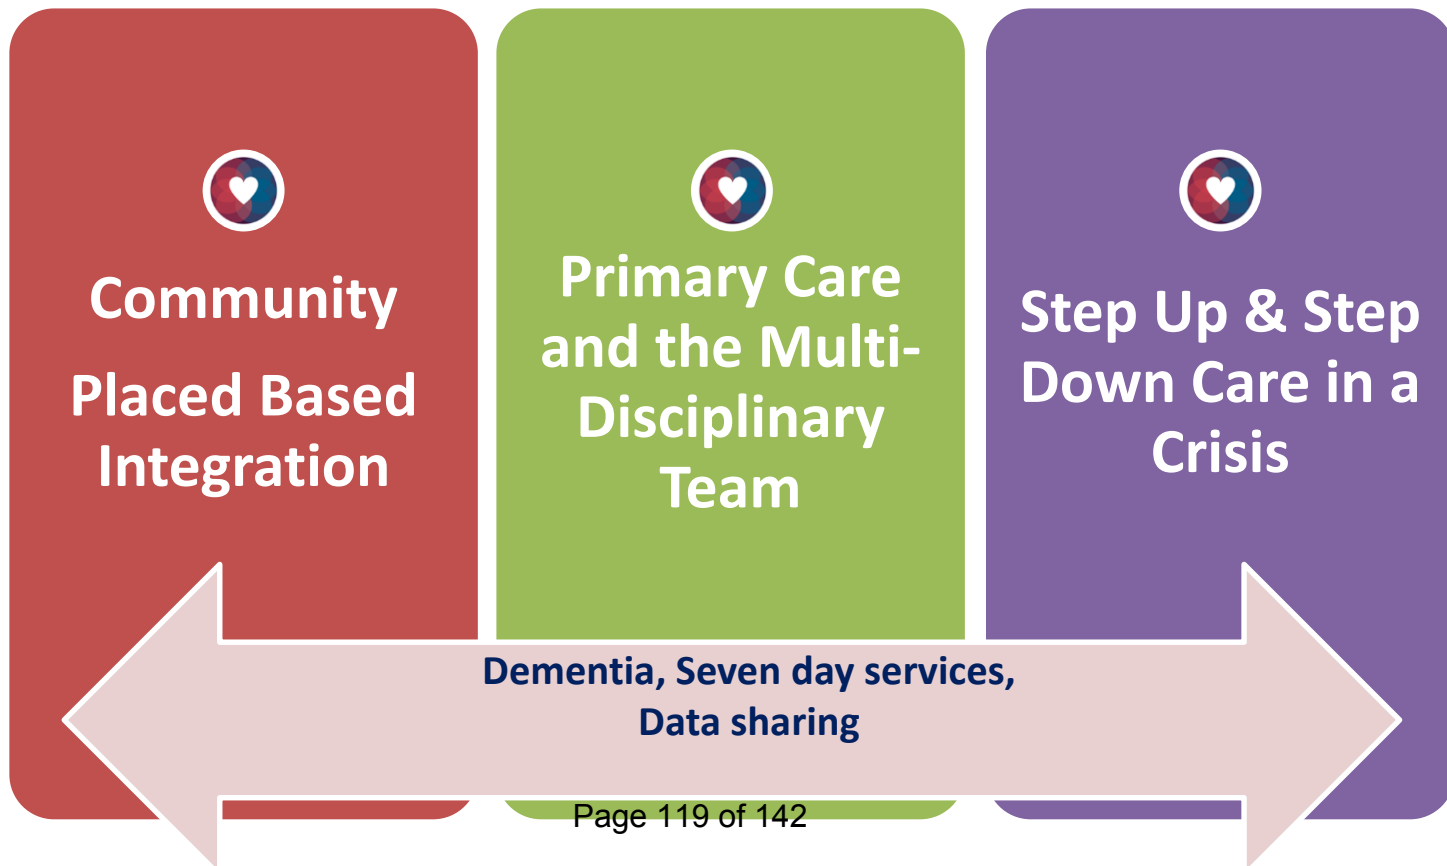 Community
Placed Based
Integration
Primary Care
and the Multi-
Disciplinary
Team
Step Up & Step
Down Care in a
Crisis
Dementia, Seven day services,
Data sharing
Page 119 of 142